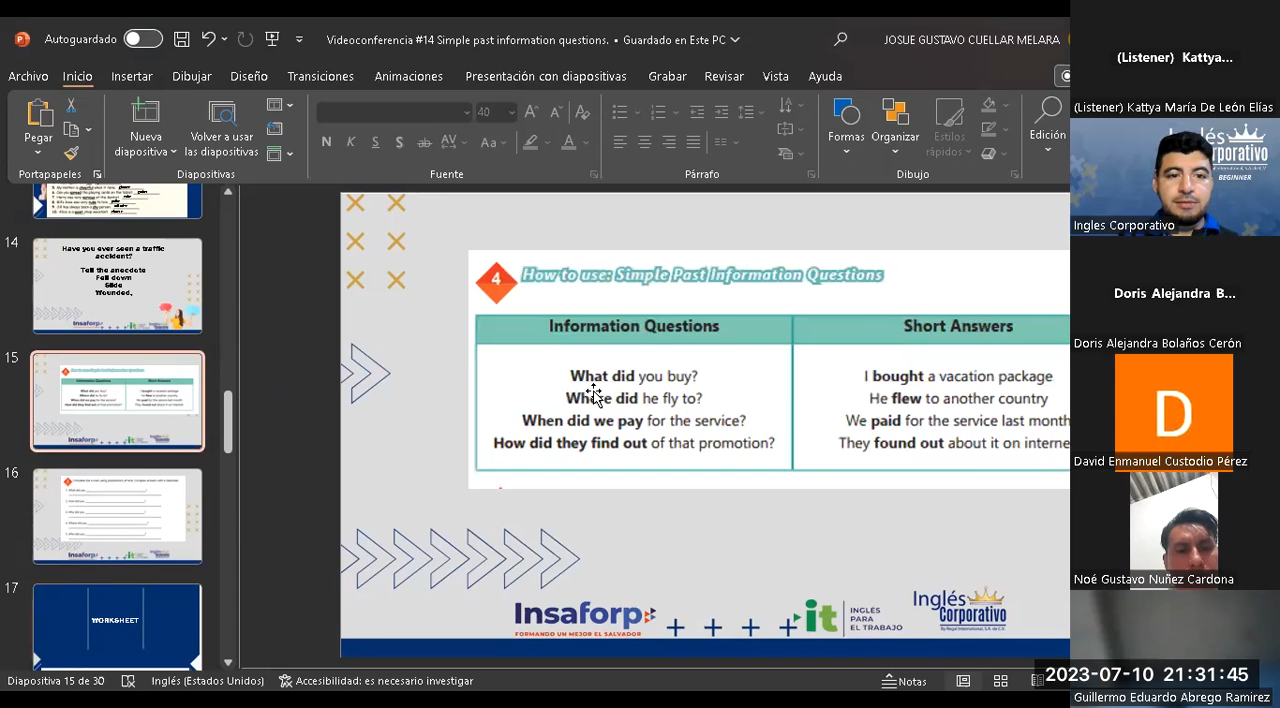 Autoguardado
Videoconferencia #14 Simple past information questions. • Guardado en Este PC
JOSUE GUSTAVO CUELLAR MELARA
Archivo Inicio Insertar Dibujar Diseño Transiciones Animaciones Presentación con diapositivas Grabar Revisar Vista Ayuda
Pegar
Nueva
diapositiva
Volver a usar
las diapositivas
40
N K S S ab AV Aa A
Formas
Organizar
Estilos
rápidos
Edición
Portapapeles
Diapositivas
Fuente
Párrafo
Dibujo
14
Have you ever seen a traffic
accident?
Tell the anecdote
Fell down
Slide
Wounded,
15
16
17
WORKSHEET
4
How to use: Simple Past Information Questions
Information Questions
Short Answers
What did you buy?
I bought a vacation package
Where did he fly to?
He flew to another country
When did we pay for the service?
We paid for the service last month
How did they find out of that promotion?
They found out about it on interne
Insaforp
FORMANDO UN MEJOR EL SALVADOR
it
INGLÉS
PARA
EL TRABAJO
Inglés
Corporativo
Diapositiva 15 de 30
Inglés (Estados Unidos)
Accesibilidad: es necesario investigar
Notas
(Listener) Kattya...
(Listener) Kattya María De León Elías
Inglés
Corporativo
BEGINNER
Ingles Corporativo
Doris Alejandra B...
Doris Alejandra Bolaños Cerón
D
David Enmanuel Custodio Pérez
Noé Gustavo Nuñez Cardona
2023-07-10 21:31:45
Guillermo Eduardo Abrego Ramirez